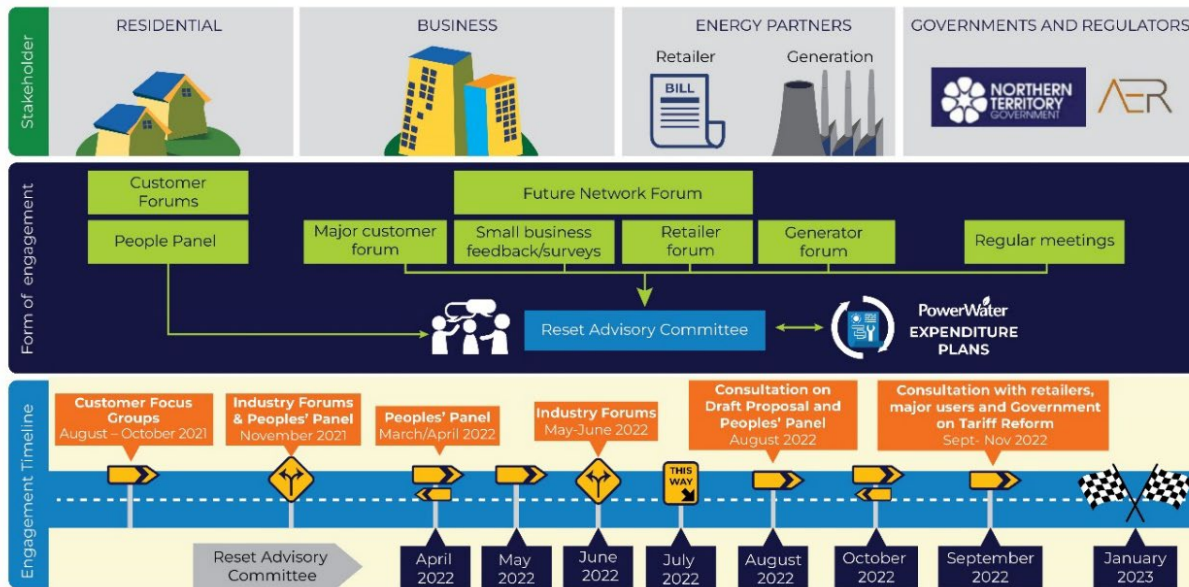 Stakeholder
RESIDENTIAL
BUSINESS
ENERGY PARTNERS
Retailer
Generation
BILL
GOVERNMENTS AND REGULATORS
NORTHERN
TERRITORY
GOVERNMENT
AER
Form of engagement
Customer
Forums
People Panel
Future Network Forum
Major customer
forum
Small business
feedback/surveys
Retailer
forum
Generator
forum
Regular meetings
Reset Advisory Committee
PowerWater
EXPENDITURE
PLANS
Engagement Timeline
Customer Focus
Groups
August – October 2021
Industry Forums
& Peoples' Panel
November 2021
Peoples' Panel
March/April 2022
Industry Forums
May-June 2022
Consultation on
Draft Proposal and
Peoples' Panel
August 2022
Consultation with retailers,
major users and Government
on Tariff Reform
Sept- Nov 2022
THIS
WAY
Reset Advisory
Committee
April
2022
May
2022
June
2022
July
2022
August
2022
October
2022
September
2022
January
2023